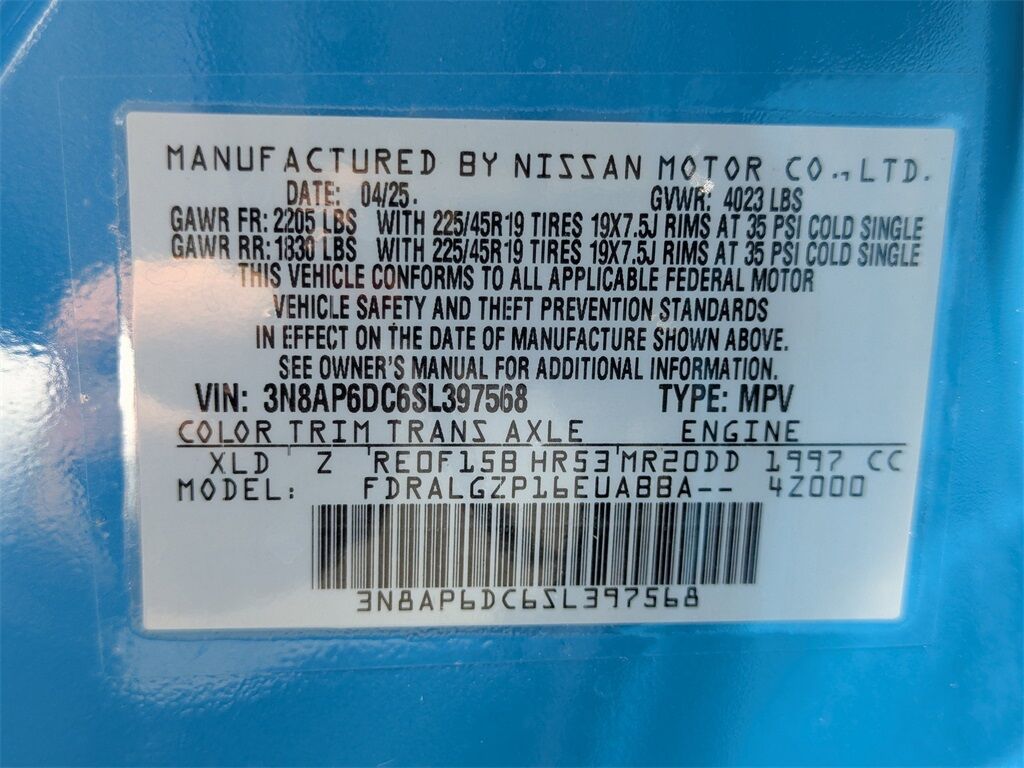 MANUFACTURED BY NISSAN MOTOR CO.,LTD.
DATE: 04/25. GVWR: 4023 LBS
GAWR FR: 2205 LBS WITH 225/45R19 TIRES 19X7.5J RIMS AT 35 PSI COLD SINGLE
GAWR RR: 1830 LBS WITH 225/45R19 TIRES 19X7.5J RIMS AT 35 PSI COLD SINGLE
THIS VEHICLE CONFORMS TO ALL APPLICABLE FEDERAL MOTOR
VEHICLE SAFETY AND THEFT PREVENTION STANDARDS
IN EFFECT ON THE DATE OF MANUFACTURE SHOWN ABOVE.
SEE OWNER'S MANUAL FOR ADDITIONAL INFORMATION.
VIN: 3N8AP6DC6SL397568 TYPE: MPV
COLOR TRIM TRANS AXLE ENGINE
XLD Z RE0F15B HR53 MR20DD 1997 CC
MODEL: FDRALGZP16EUABBA-- 4Z000
3N8AP6DC6SL397568